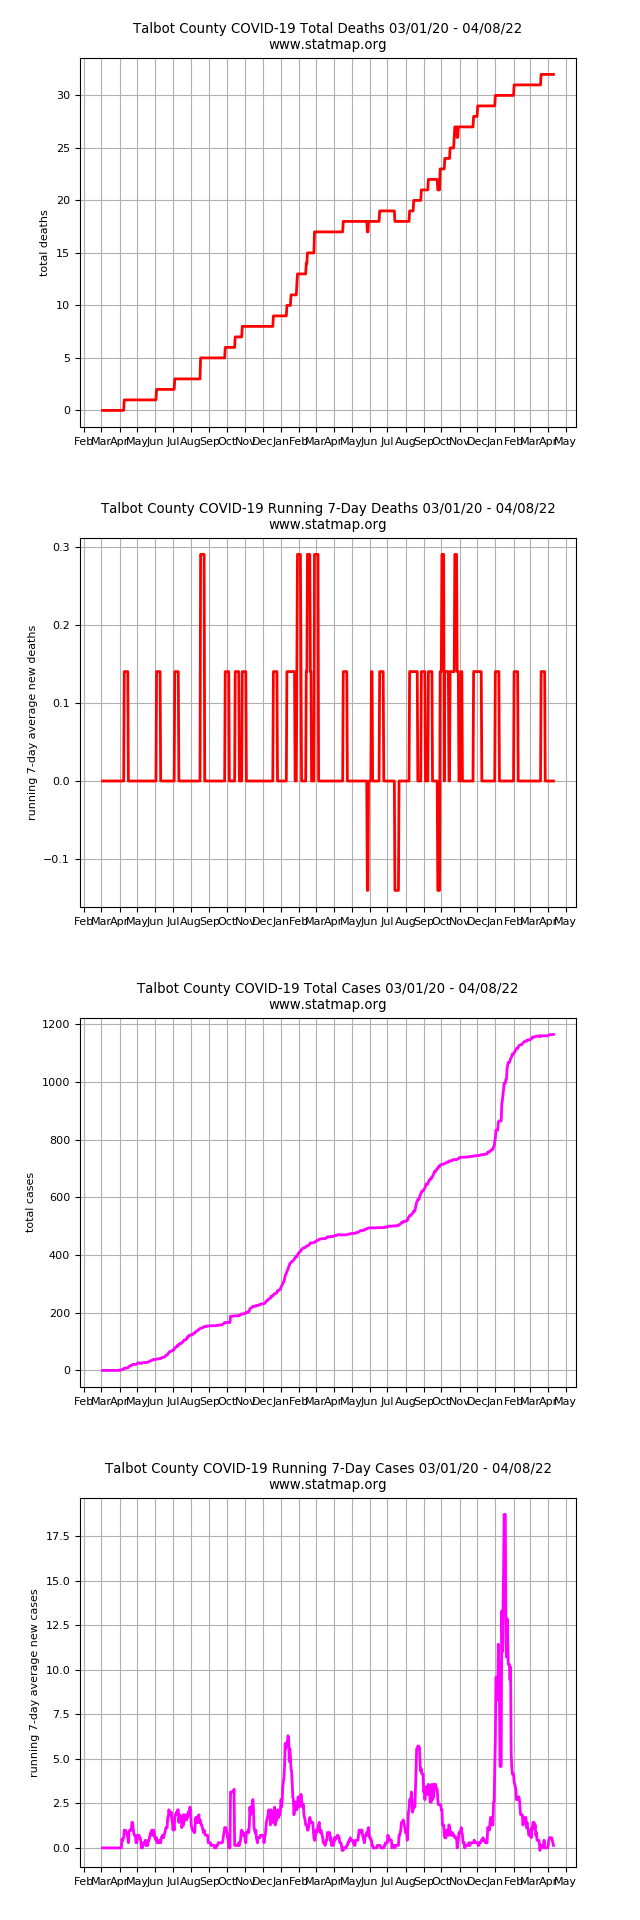 Talbot County COVID-19 Total Deaths 03/01/20 - 04/08/22
www.statmap.org
30
25
20
15
10
5
0
total deaths
Feb Mar Apr May Jun Jul Aug Sep Oct Nov Dec Jan Feb Mar Apr May Jun Jul Aug Sep Oct Nov Dec Jan Feb Mar Apr May
Talbot County COVID-19 Running 7-Day Deaths 03/01/20 - 04/08/22
www.statmap.org
0.3
0.2
0.1
0.0
−0.1
running 7-day average new deaths
Feb Mar Apr May Jun Jul Aug Sep Oct Nov Dec Jan Feb Mar Apr May Jun Jul Aug Sep Oct Nov Dec Jan Feb Mar Apr May
Talbot County COVID-19 Total Cases 03/01/20 - 04/08/22
www.statmap.org
1200
1000
800
600
400
200
0
total cases
Feb Mar Apr May Jun Jul Aug Sep Oct Nov Dec Jan Feb Mar Apr May Jun Jul Aug Sep Oct Nov Dec Jan Feb Mar Apr May
Talbot County COVID-19 Running 7-Day Cases 03/01/20 - 04/08/22
www.statmap.org
17.5
15.0
12.5
10.0
7.5
5.0
2.5
0.0
running 7-day average new cases
Feb Mar Apr May Jun Jul Aug Sep Oct Nov Dec Jan Feb Mar Apr May Jun Jul Aug Sep Oct Nov Dec Jan Feb Mar Apr May